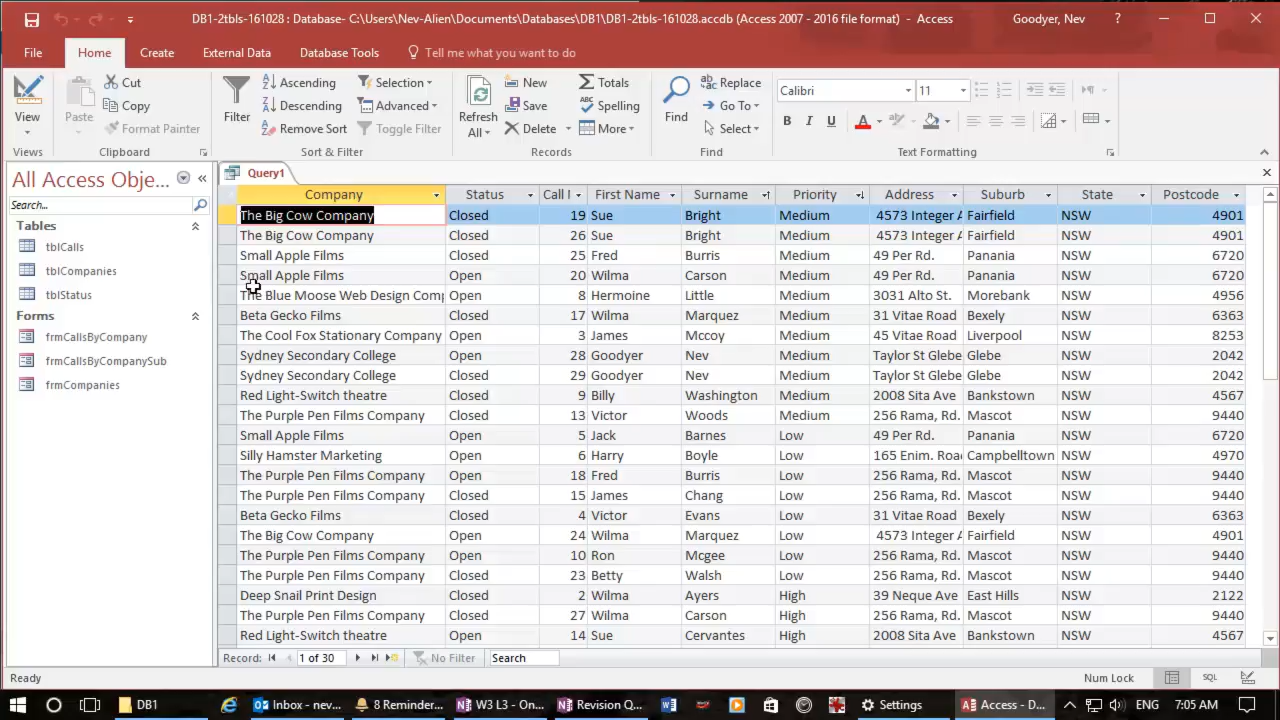 DB1-2tbls-161028 : Database- C:\Users\Nev-Alien\Documents\Databases\DB1\DB1-2tbls-161028.accdb (Access 2007 - 2016 file format) - Access
Goodyer, Nev
File Home Create External Data Database Tools Tell me what you want to do
View
Views
Paste
Cut
Copy
Format Painter
Clipboard
Filter
Ascending
Descending
Remove Sort
Selection
Advanced
Toggle Filter
Sort & Filter
Refresh All
New
Save
Delete
Totals
Spelling
More
Records
Find
Replace
Go To
Select
Find
Calibri 11
B I U A
Text Formatting
All Access Obje...
Search...
Tables
tblCalls
tblCompanies
tblStatus
Forms
frmCallsByCompany
frmCallsByCompanySub
frmCompanies
Query1
Company Status Call I First Name Surname Priority Address Suburb State Postcode
The Big Cow Company Closed 19 Sue Bright Medium 4573 Integer A Fairfield NSW 4901
The Big Cow Company Closed 26 Sue Bright Medium 4573 Integer A Fairfield NSW 4901
Small Apple Films Closed 25 Fred Burris Medium 49 Per Rd. Panania NSW 6720
Small Apple Films Open 20 Wilma Carson Medium 49 Per Rd. Panania NSW 6720
The Blue Moose Web Design Comp Open 8 Hermoine Little Medium 3031 Alto St. Morebank NSW 4956
Beta Gecko Films Closed 17 Wilma Marquez Medium 31 Vitae Road Bexely NSW 6363
The Cool Fox Stationary Company Open 3 James Mccoy Medium 45 Vitae Road Liverpool NSW 8253
Sydney Secondary College Open 28 Goodyer Nev Medium Taylor St Glebe Glebe NSW 2042
Sydney Secondary College Closed 29 Goodyer Nev Medium Taylor St Glebe Glebe NSW 2042
Red Light-Switch theatre Closed 9 Billy Washington Medium 2008 Sita Ave Bankstown NSW 4567
The Purple Pen Films Company Open 13 Victor Woods Medium 256 Rama, Rd. Mascot NSW 9440
Small Apple Films Open 5 Jack Barnes Low 49 Per Rd. Panania NSW 6720
Silly Hamster Marketing Open 6 Harry Boyle Low 165 Enim. Road Campbelltown NSW 4970
The Purple Pen Films Company Open 18 Fred Burris Low 256 Rama, Rd. Mascot NSW 9440
The Purple Pen Films Company Closed 15 James Chang Low 256 Rama, Rd. Mascot NSW 9440
Beta Gecko Films Closed 4 Victor Evans Low 31 Vitae Road Bexely NSW 6363
The Big Cow Company Open 24 Wilma Marquez Low 4573 Integer A Fairfield NSW 4901
The Purple Pen Films Company Open 10 Ron Mcgee Low 256 Rama, Rd. Mascot NSW 9440
The Purple Pen Films Company Closed 23 Betty Walsh Low 256 Rama, Rd. Mascot NSW 9440
Deep Snail Print Design Closed 2 Wilma Ayers High 39 Neque Ave East Hills NSW 2122
The Purple Pen Films Company Closed 27 Wilma Carson High 256 Rama, Rd. Mascot NSW 9440
Red Light-Switch theatre Open 14 Sue Cervantes High 2008 Sita Ave Bankstown NSW 4567
Record: 1 of 30 No Filter Search
Ready Num Lock SQL
DB1 Inbox - nev... 8 Reminder... W3 L3 - On... Revision Q... Settings Access - D... ENG 7:05 AM